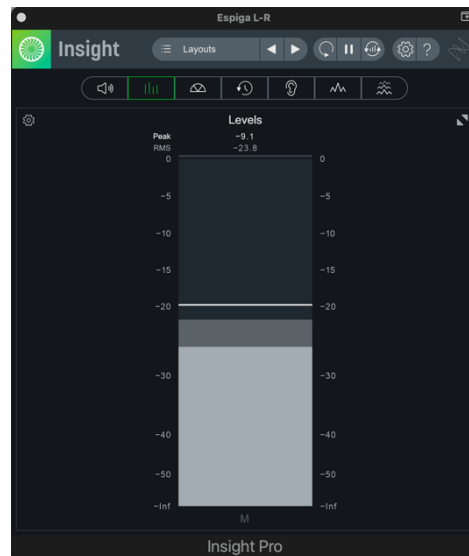 Espiga L-R
Insight
Layouts
?
Levels
Peak -9.1
RMS -23.8
0 0
-5 -5
-10 -10
-15 -15
-20 -20
-30 -30
-40 -40
-50 -50
-Inf -Inf
M
Insight Pro